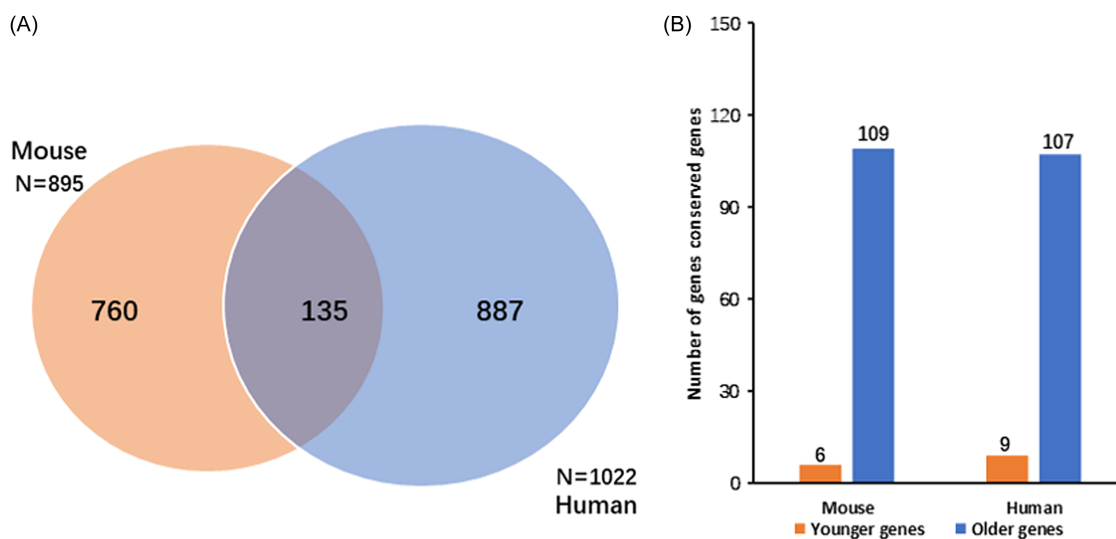 (A)
Mouse
N=895
760
135
887
N=1022
Human
(B)
Number of genes conserved genes
150
120
90
60
30
0
6
109
9
107
Mouse
Human
Younger genes
Older genes